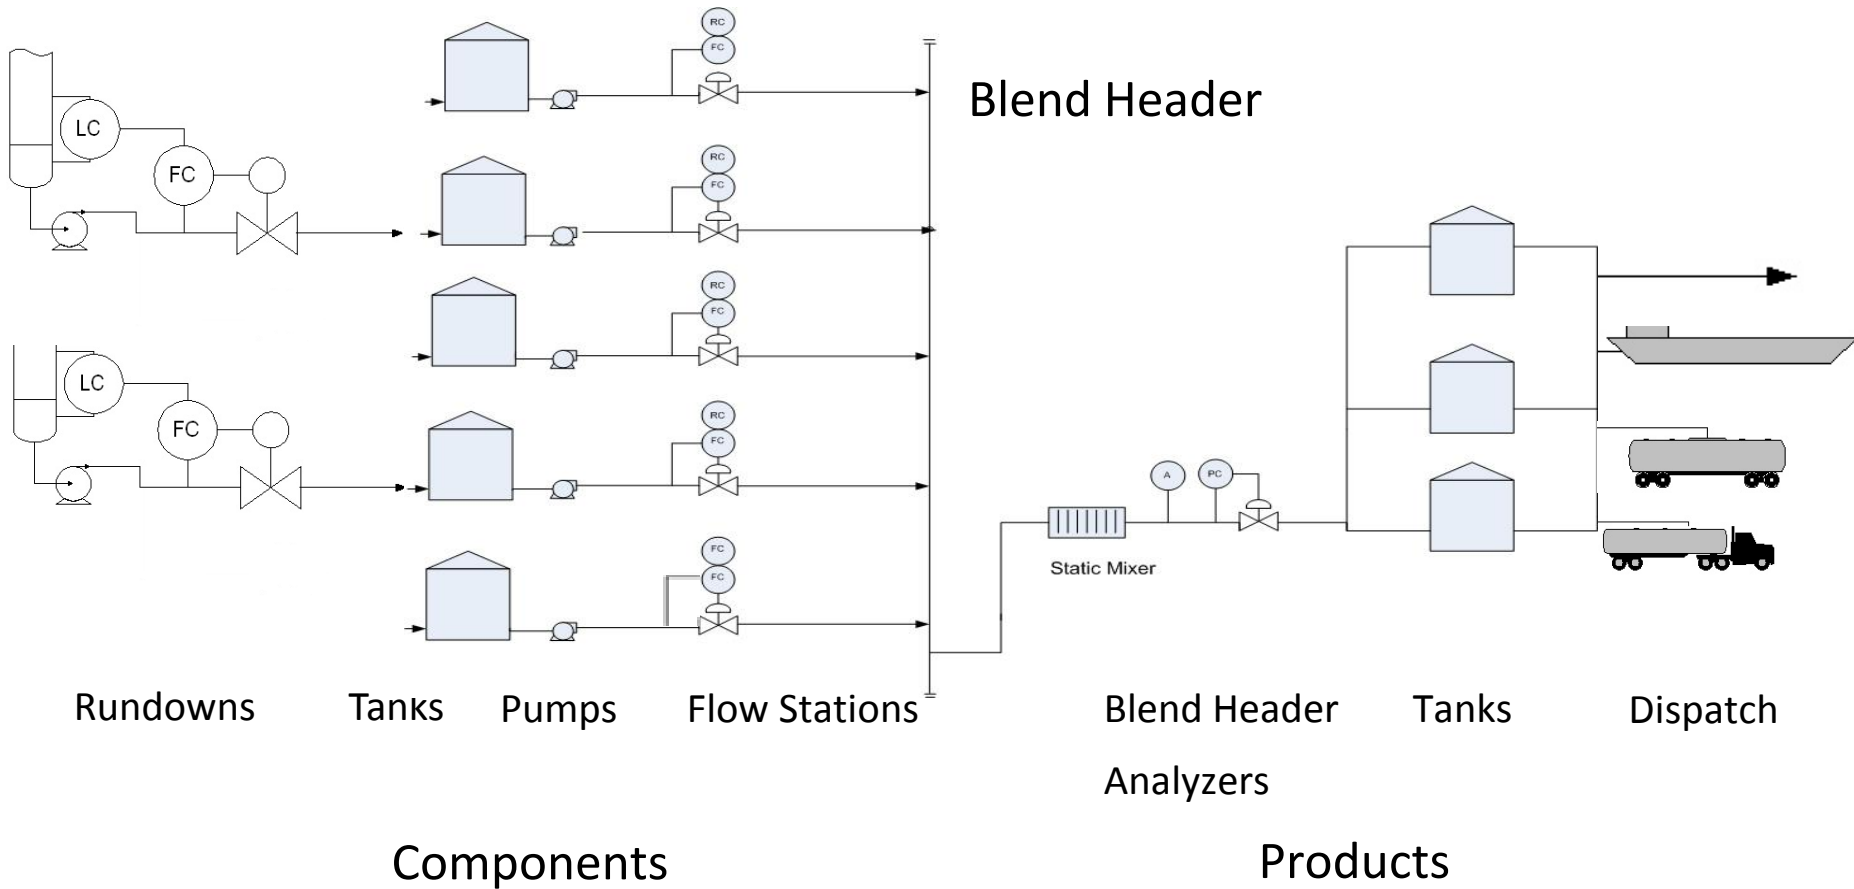 RC
FC
Blend Header
LC
FC
RC
FC
RC
FC
LC
FC
RC
FC
A
PC
FC
FC
Static Mixer
Rundowns
Tanks
Pumps
Flow Stations
Blend Header
Analyzers
Tanks
Dispatch
Components
Products